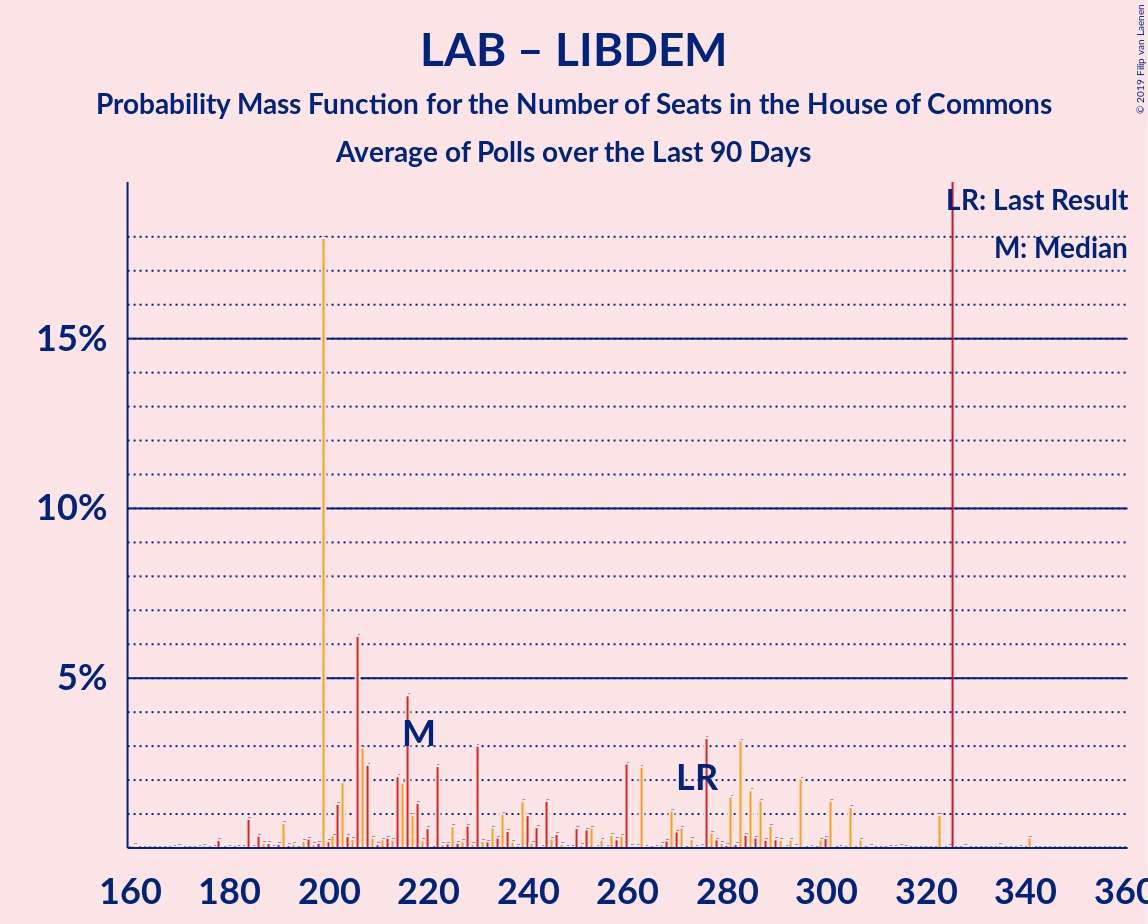 LAB – LIBDEM
Probability Mass Function for the Number of Seats in the House of Commons
Average of Polls over the Last 90 Days
© 2019 Filip van Laenen
LR: Last Result
M: Median
15%
10%
5%
M
LR
160 180 200 220 240 260 280 300 320 340 360